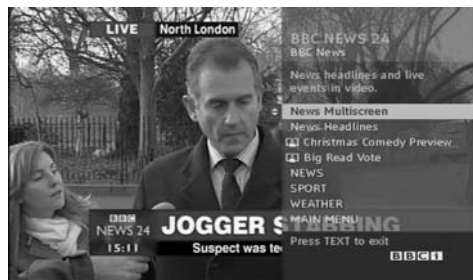 LIVE North London
BBC NEWS 24
BBC News
News headlines and live
events in video.
News Multiscreen
News Headlines
Christmas Comedy Preview
Big Read Vote
NEWS
SPORT
WEATHER
MAIN MENU
Press TEXT to exit
BBC 1
BBC
NEWS 24
15:11
JOGGER STABBING
Suspect was